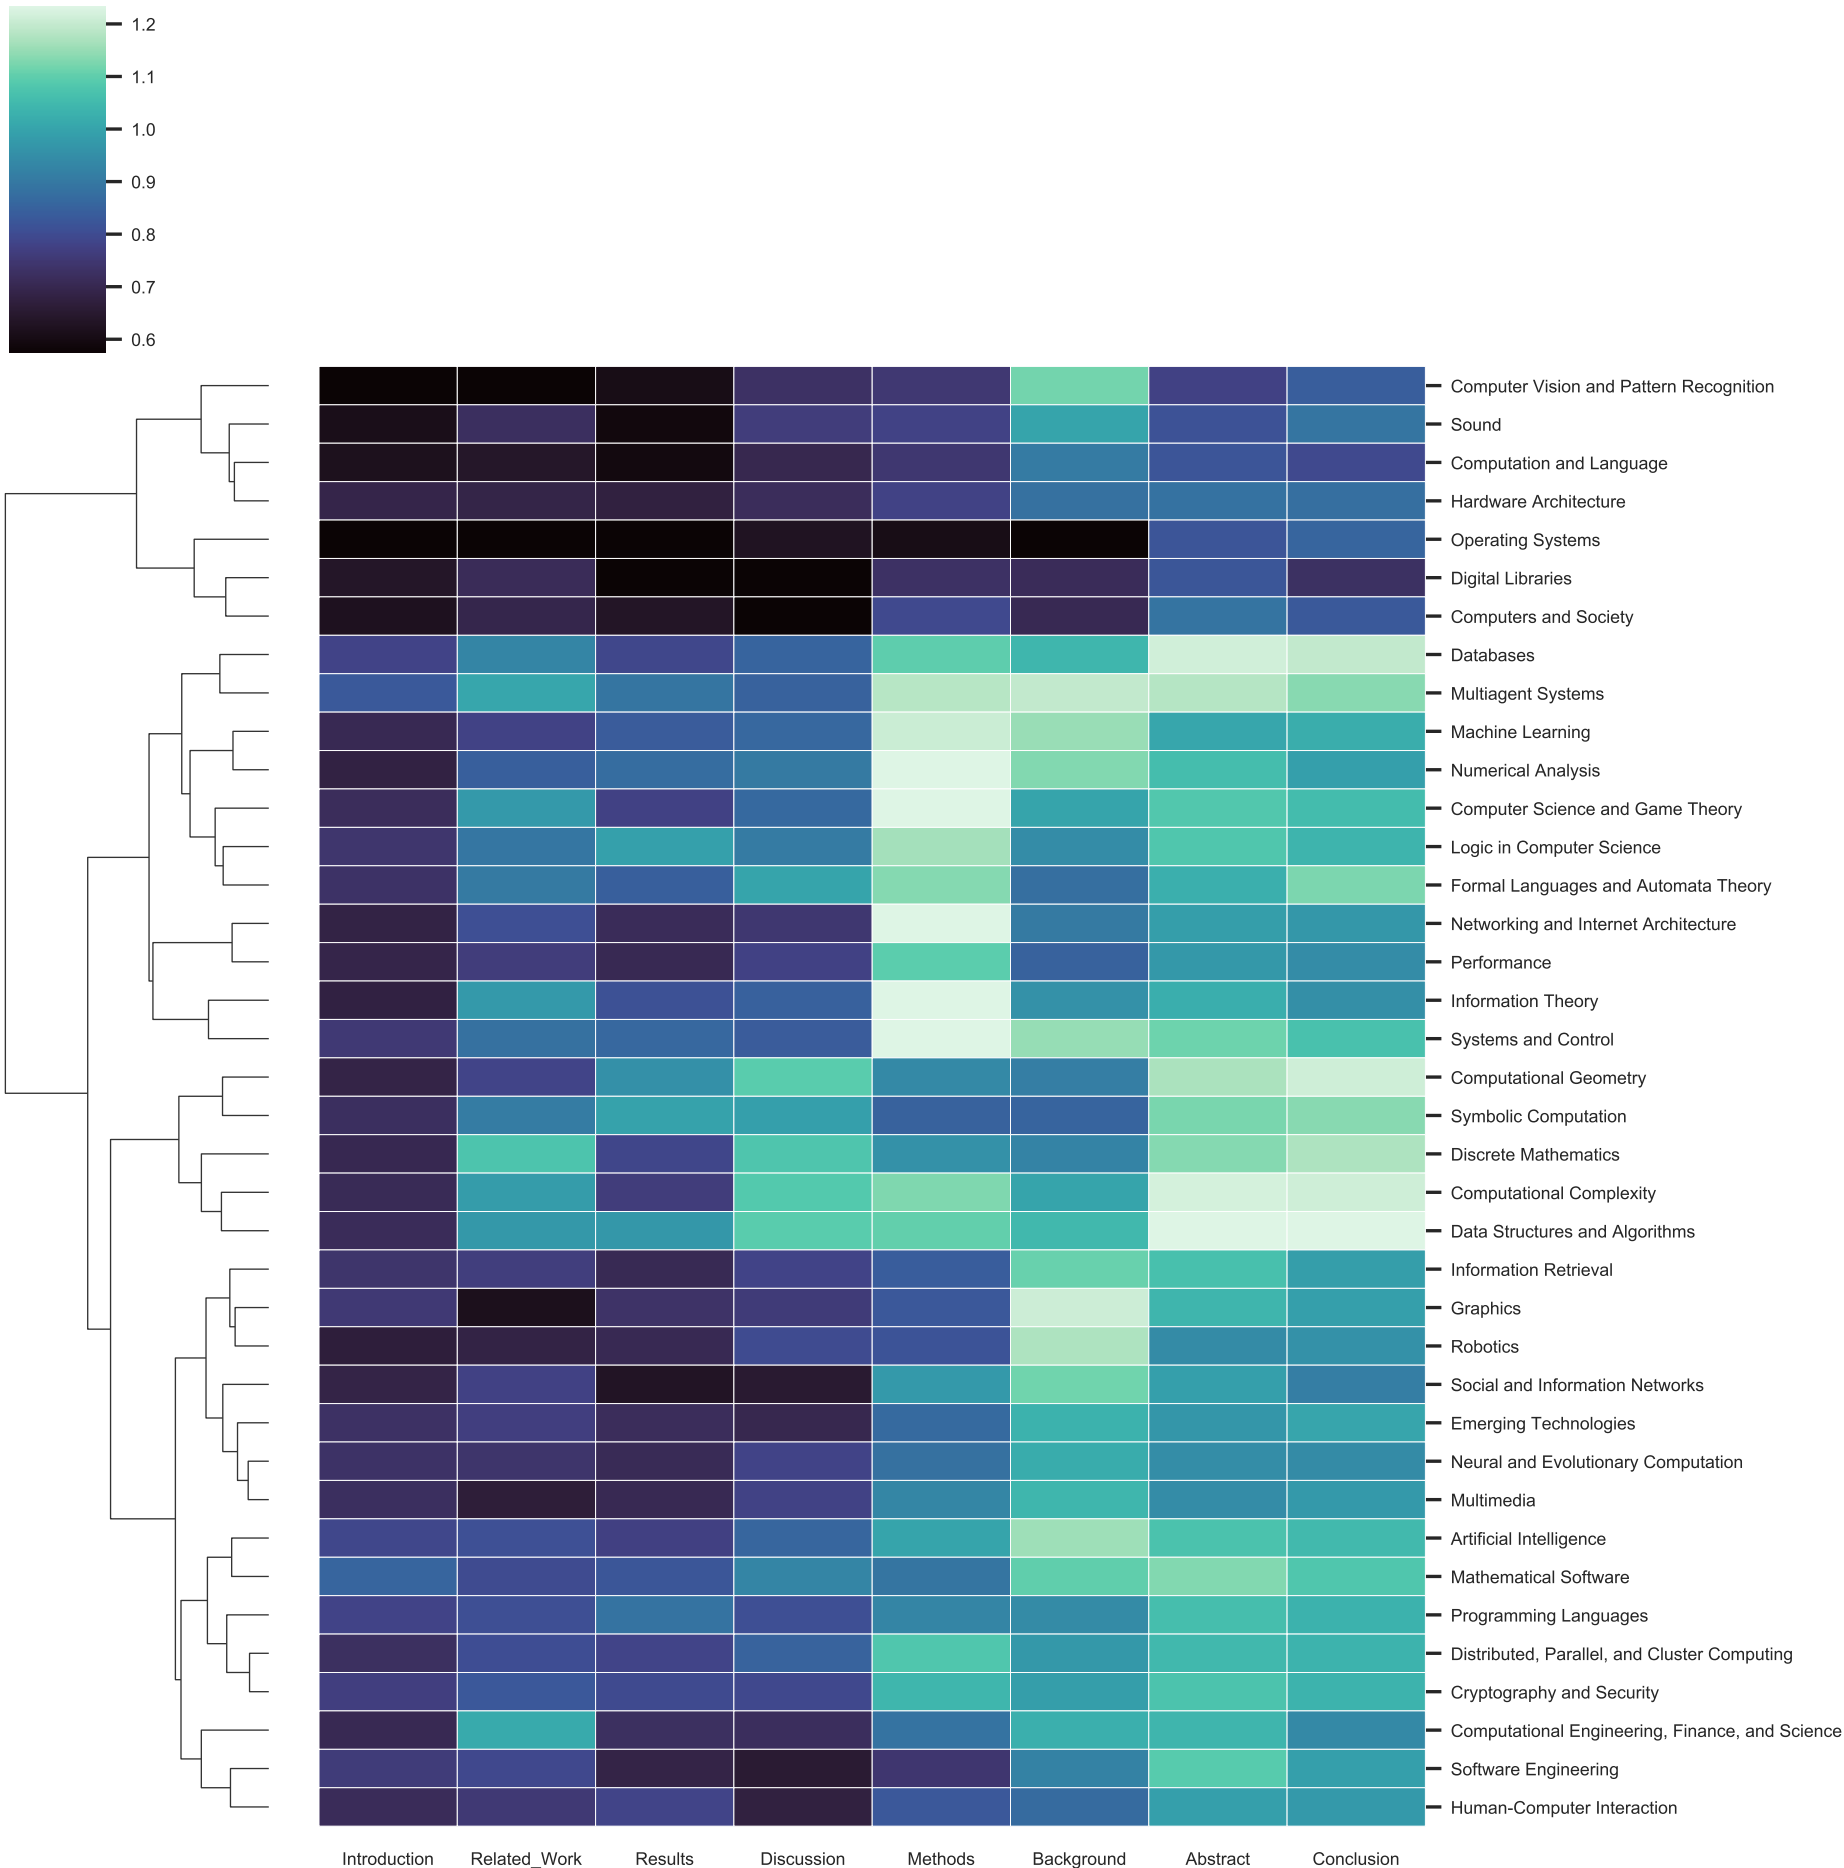 1.2
1.1
1.0
0.9
0.8
0.7
0.6
Computer Vision and Pattern Recognition
Sound
Computation and Language
Hardware Architecture
Operating Systems
Digital Libraries
Computers and Society
Databases
Multiagent Systems
Machine Learning
Numerical Analysis
Computer Science and Game Theory
Logic in Computer Science
Formal Languages and Automata Theory
Networking and Internet Architecture
Performance
Information Theory
Systems and Control
Computational Geometry
Symbolic Computation
Discrete Mathematics
Computational Complexity
Data Structures and Algorithms
Information Retrieval
Graphics
Robotics
Social and Information Networks
Emerging Technologies
Neural and Evolutionary Computation
Multimedia
Artificial Intelligence
Mathematical Software
Programming Languages
Distributed, Parallel, and Cluster Computing
Cryptography and Security
Computational Engineering, Finance, and Science
Software Engineering
Human-Computer Interaction
Introduction Related_Work Results Discussion Methods Background Abstract Conclusion